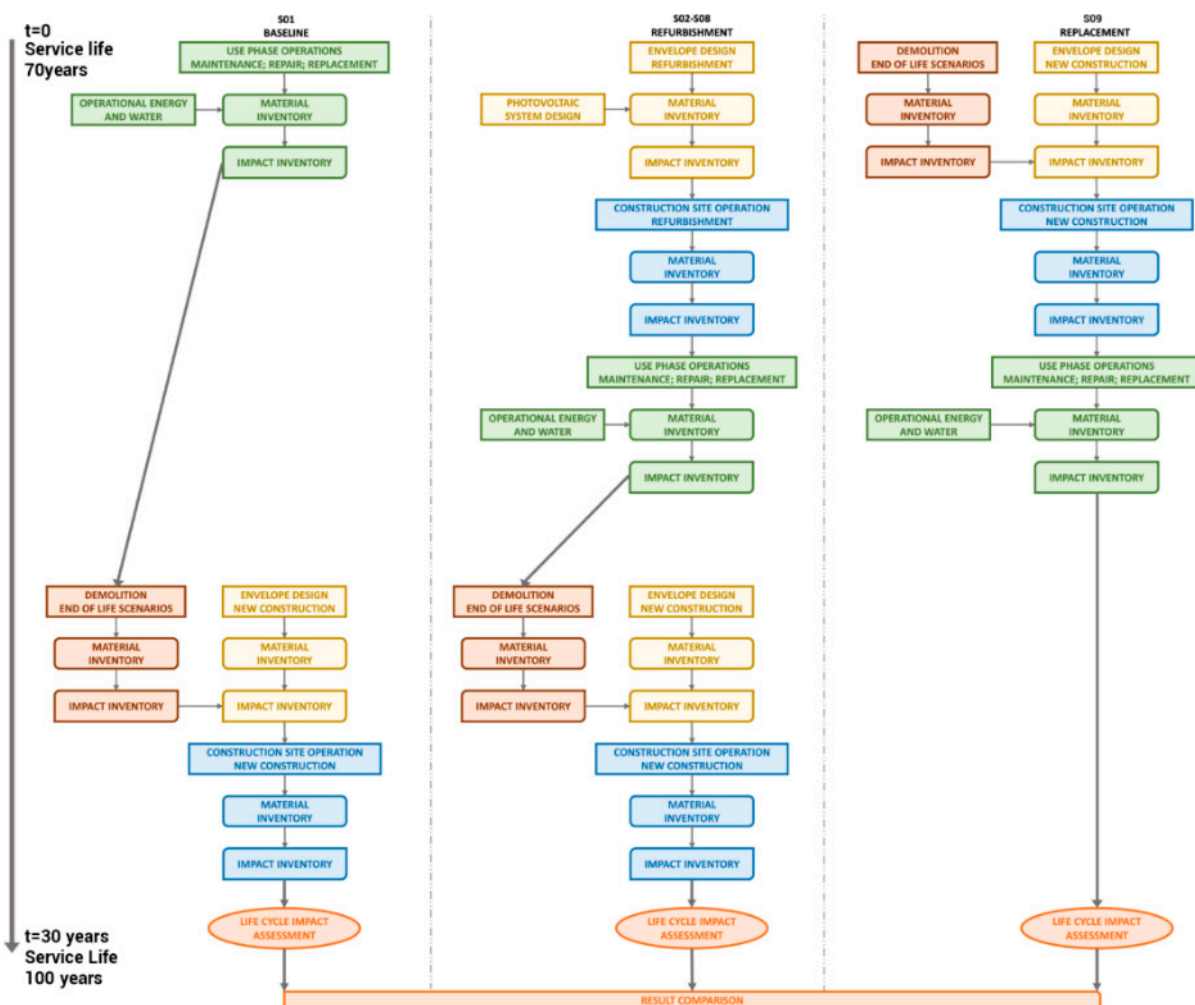 t=0
Service life
70years
S01
BASELINE
USE PHASE OPERATIONS
MAINTENANCE; REPAIR; REPLACEMENT
OPERATIONAL ENERGY
AND WATER
MATERIAL
INVENTORY
IMPACT INVENTORY
DEMOLITION
END OF LIFE SCENARIOS
ENVELOPE DESIGN
NEW CONSTRUCTION
MATERIAL
INVENTORY
MATERIAL
INVENTORY
IMPACT INVENTORY
IMPACT INVENTORY
CONSTRUCTION SITE OPERATION
NEW CONSTRUCTION
MATERIAL
INVENTORY
IMPACT INVENTORY
LIFE CYCLE IMPACT
ASSESSMENT
S02-S08
REFURBISHMENT
ENVELOPE DESIGN
REFURBISHMENT
PHOTOVOLTAIC
SYSTEM DESIGN
MATERIAL
INVENTORY
IMPACT INVENTORY
CONSTRUCTION SITE OPERATION
REFURBISHMENT
MATERIAL
INVENTORY
IMPACT INVENTORY
USE PHASE OPERATIONS
MAINTENANCE; REPAIR; REPLACEMENT
OPERATIONAL ENERGY
AND WATER
MATERIAL
INVENTORY
IMPACT INVENTORY
DEMOLITION
END OF LIFE SCENARIOS
ENVELOPE DESIGN
NEW CONSTRUCTION
MATERIAL
INVENTORY
MATERIAL
INVENTORY
IMPACT INVENTORY
IMPACT INVENTORY
CONSTRUCTION SITE OPERATION
NEW CONSTRUCTION
MATERIAL
INVENTORY
IMPACT INVENTORY
LIFE CYCLE IMPACT
ASSESSMENT
S09
REPLACEMENT
DEMOLITION
END OF LIFE SCENARIOS
ENVELOPE DESIGN
NEW CONSTRUCTION
MATERIAL
INVENTORY
MATERIAL
INVENTORY
IMPACT INVENTORY
IMPACT INVENTORY
CONSTRUCTION SITE OPERATION
NEW CONSTRUCTION
MATERIAL
INVENTORY
IMPACT INVENTORY
USE PHASE OPERATIONS
MAINTENANCE; REPAIR; REPLACEMENT
OPERATIONAL ENERGY
AND WATER
MATERIAL
INVENTORY
IMPACT INVENTORY
LIFE CYCLE IMPACT
ASSESSMENT
t=30 years
Service Life
100 years
RESULT COMPARISON